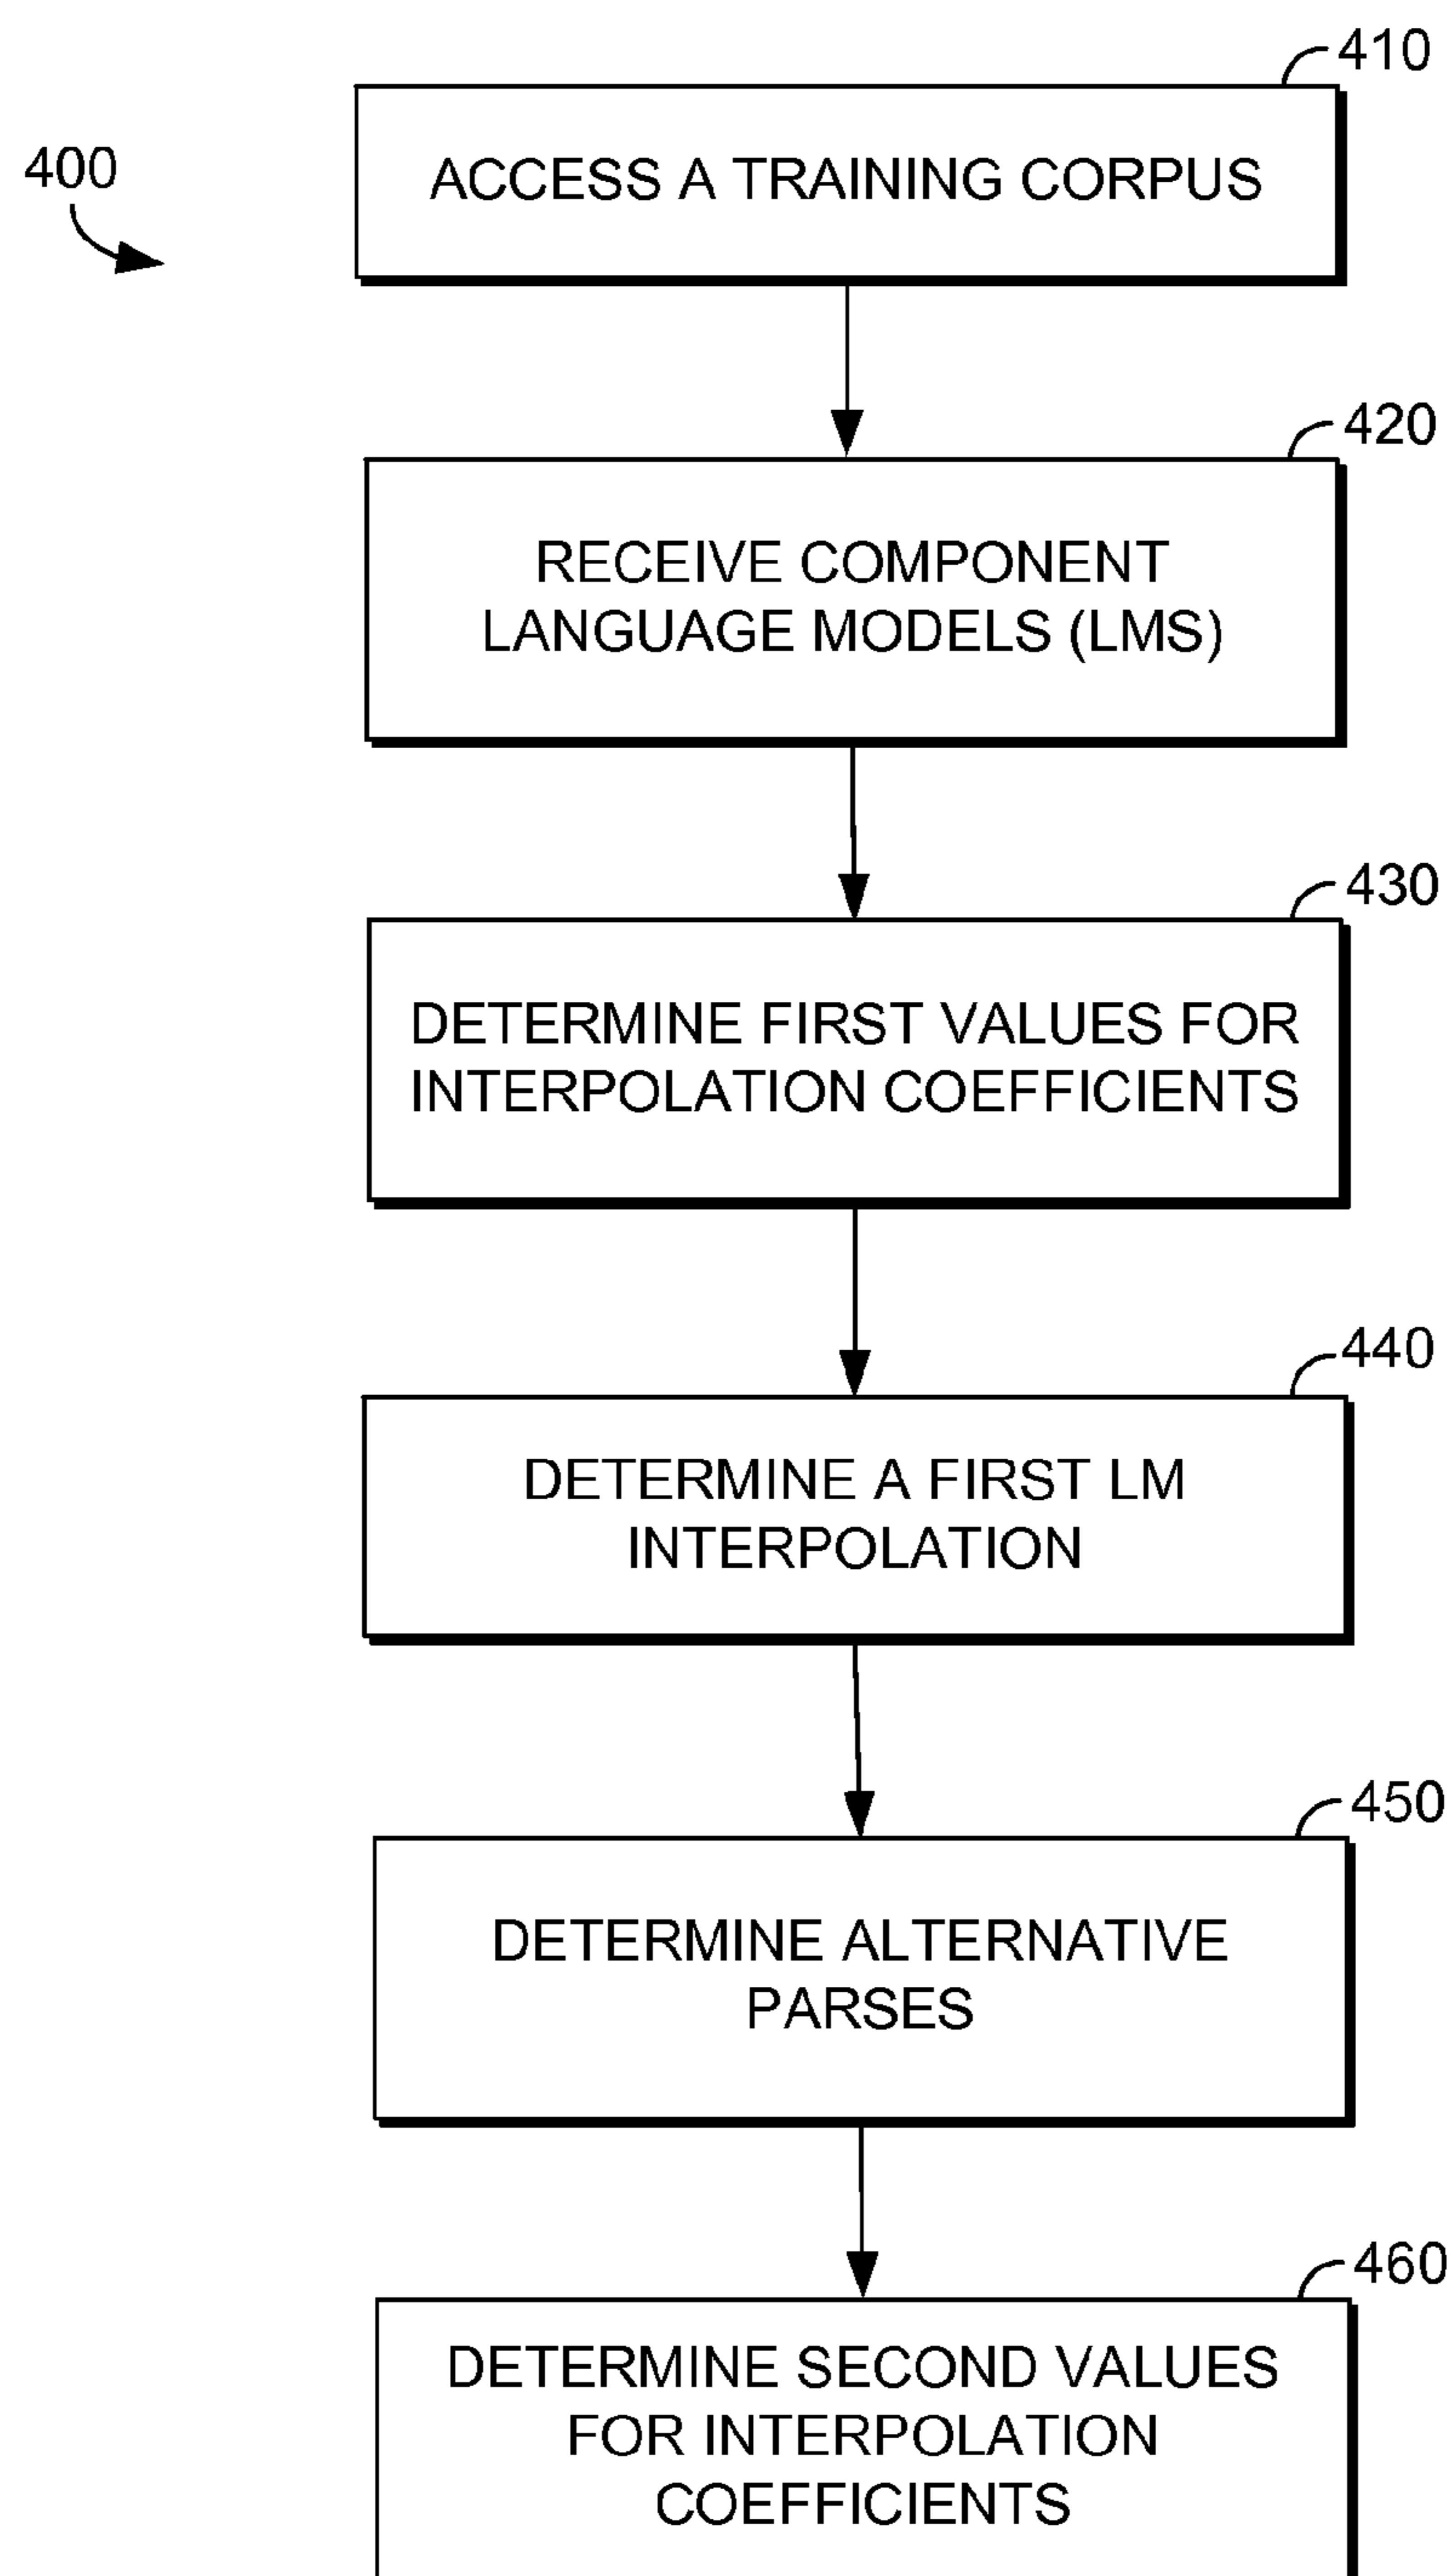 410
400
ACCESS A TRAINING CORPUS
420
RECEIVE COMPONENT
LANGUAGE MODELS (LMS)
430
DETERMINE FIRST VALUES FOR
INTERPOLATION COEFFICIENTS
440
DETERMINE A FIRST LM
INTERPOLATION
450
DETERMINE ALTERNATIVE
PARSES
460
DETERMINE SECOND VALUES
FOR INTERPOLATION
COEFFICIENTS